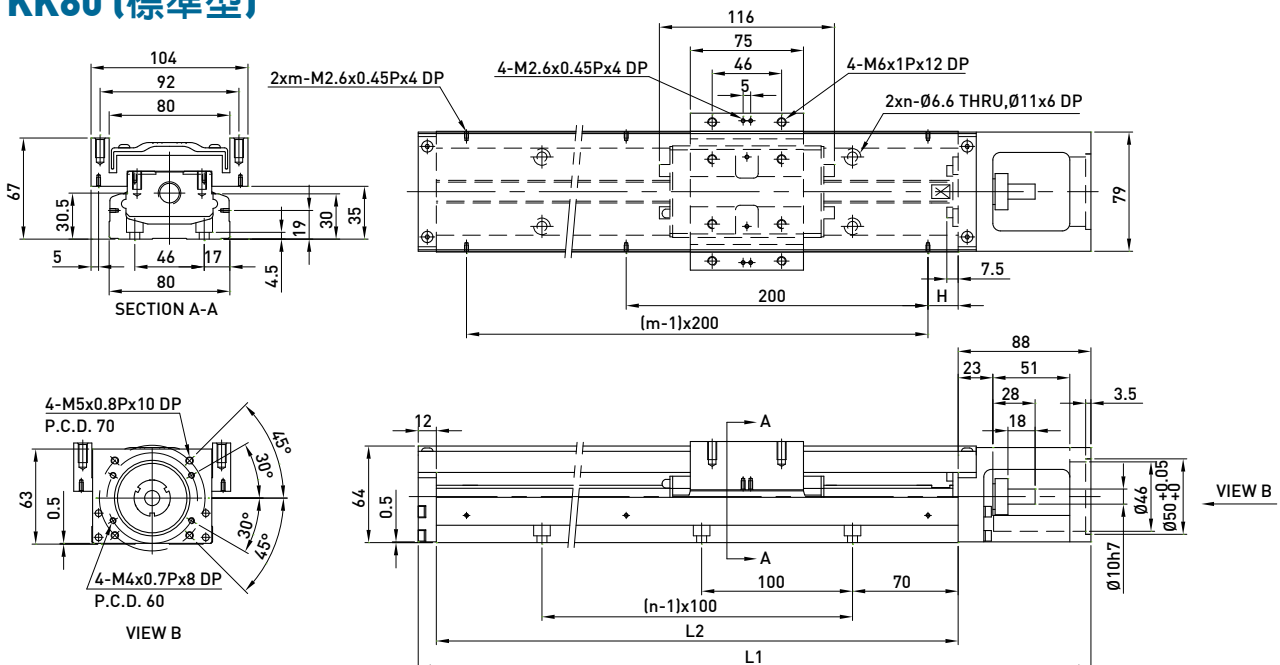 KK80 (標準型)
104
92
80
67
30.5
5
46
17
80
4.5
19
30
35
SECTION A-A
116
75
46
5
2xm-M2.6x0.45Px4 DP
4-M2.6x0.45Px4 DP
4-M6x1Px12 DP
2xn-Ø6.6 THRU,Ø11x6 DP
79
7.5
200
H
(m-1)x200
4-M5x0.8Px10 DP
P.C.D. 70
45°
30°
30°
45°
63
0.5
4-M4x0.7Px8 DP
P.C.D. 60
VIEW B
88
23
51
28
3.5
18
12
A
64
0.5
A
100
70
(n-1)x100
L2
L1
Ø10h7
Ø46
Ø50 +0.05 +0
VIEW B